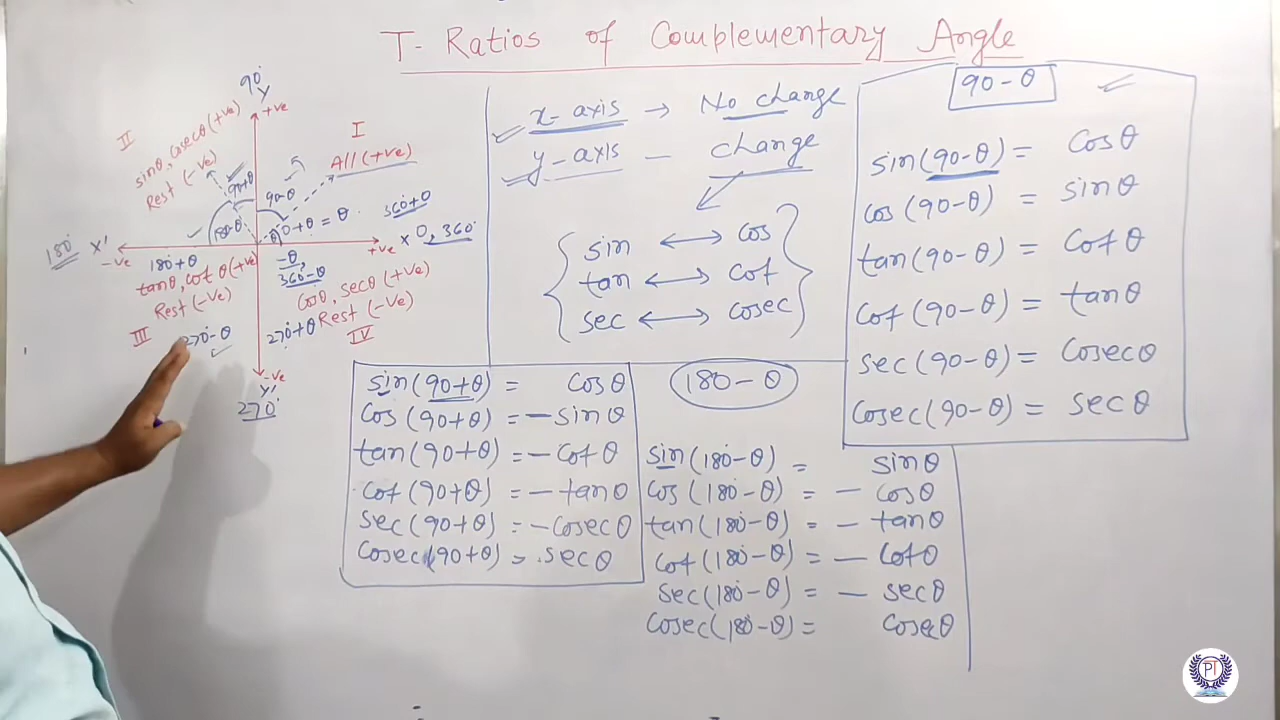 T- Ratios of Complementary Angle
90°
Y
+ve
II
sinθ, cosecθ (+ve)
Rest (-ve)
I
All (+ve)
90+θ
90-θ
180-θ
0+θ = θ
360+θ
180°
X'
-ve
+ve
X 0, 360°
180+θ
tanθ, cot θ (+ve)
Rest (-ve)
III
270-θ
-θ,
360-θ
cosθ, secθ (+ve)
Rest (-ve)
IV
270+θ
-ve
Y'
270°
x-axis → No change
y-axis — change
sin ↔ cos
tan ↔ cot
sec ↔ cosec
90-θ
sin(90-θ) = cosθ
cos(90-θ) = sinθ
tan(90-θ) = cotθ
cot(90-θ) = tanθ
sec(90-θ) = cosecθ
cosec(90-θ) = secθ
sin(90+θ) = cosθ
cos(90+θ) = -sinθ
tan(90+θ) = -cotθ
cot(90+θ) = -tanθ
sec(90+θ) = -cosecθ
cosec(90+θ) = secθ
180-θ
sin(180-θ) = sinθ
cos(180-θ) = - cosθ
tan(180-θ) = - tanθ
cot(180-θ) = - cotθ
sec(180-θ) = - secθ
cosec(180-θ) = cosecθ
PT